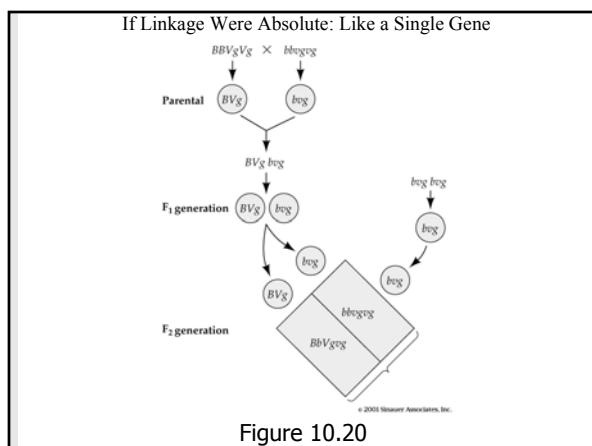 If Linkage Were Absolute: Like a Single Gene
BBVgVg × bbvgvg
Parental
BVg
bvg
BVg bvg
bvg bvg
F1 generation
BVg
bvg
bvg
bvg
bvg
BVg
F2 generation
bbvgvg
BbVgvg
© 2001 Sinauer Associates, Inc.
Figure 10.20